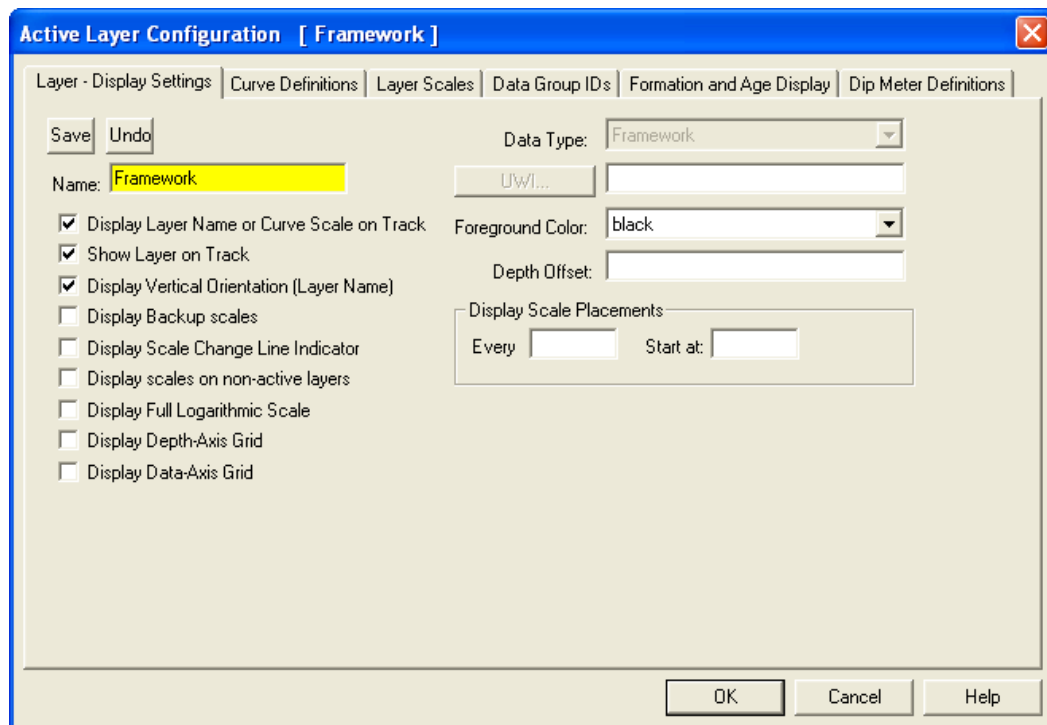 Active Layer Configuration [ Framework ]
Layer - Display Settings Curve Definitions Layer Scales Data Group IDs Formation and Age Display Dip Meter Definitions
Save Undo
Name: Framework
Display Layer Name or Curve Scale on Track
Show Layer on Track
Display Vertical Orientation (Layer Name)
Display Backup scales
Display Scale Change Line Indicator
Display scales on non-active layers
Display Full Logarithmic Scale
Display Depth-Axis Grid
Display Data-Axis Grid
Data Type: Framework
UWI...
Foreground Color: black
Depth Offset:
Display Scale Placements
Every Start at:
OK Cancel Help